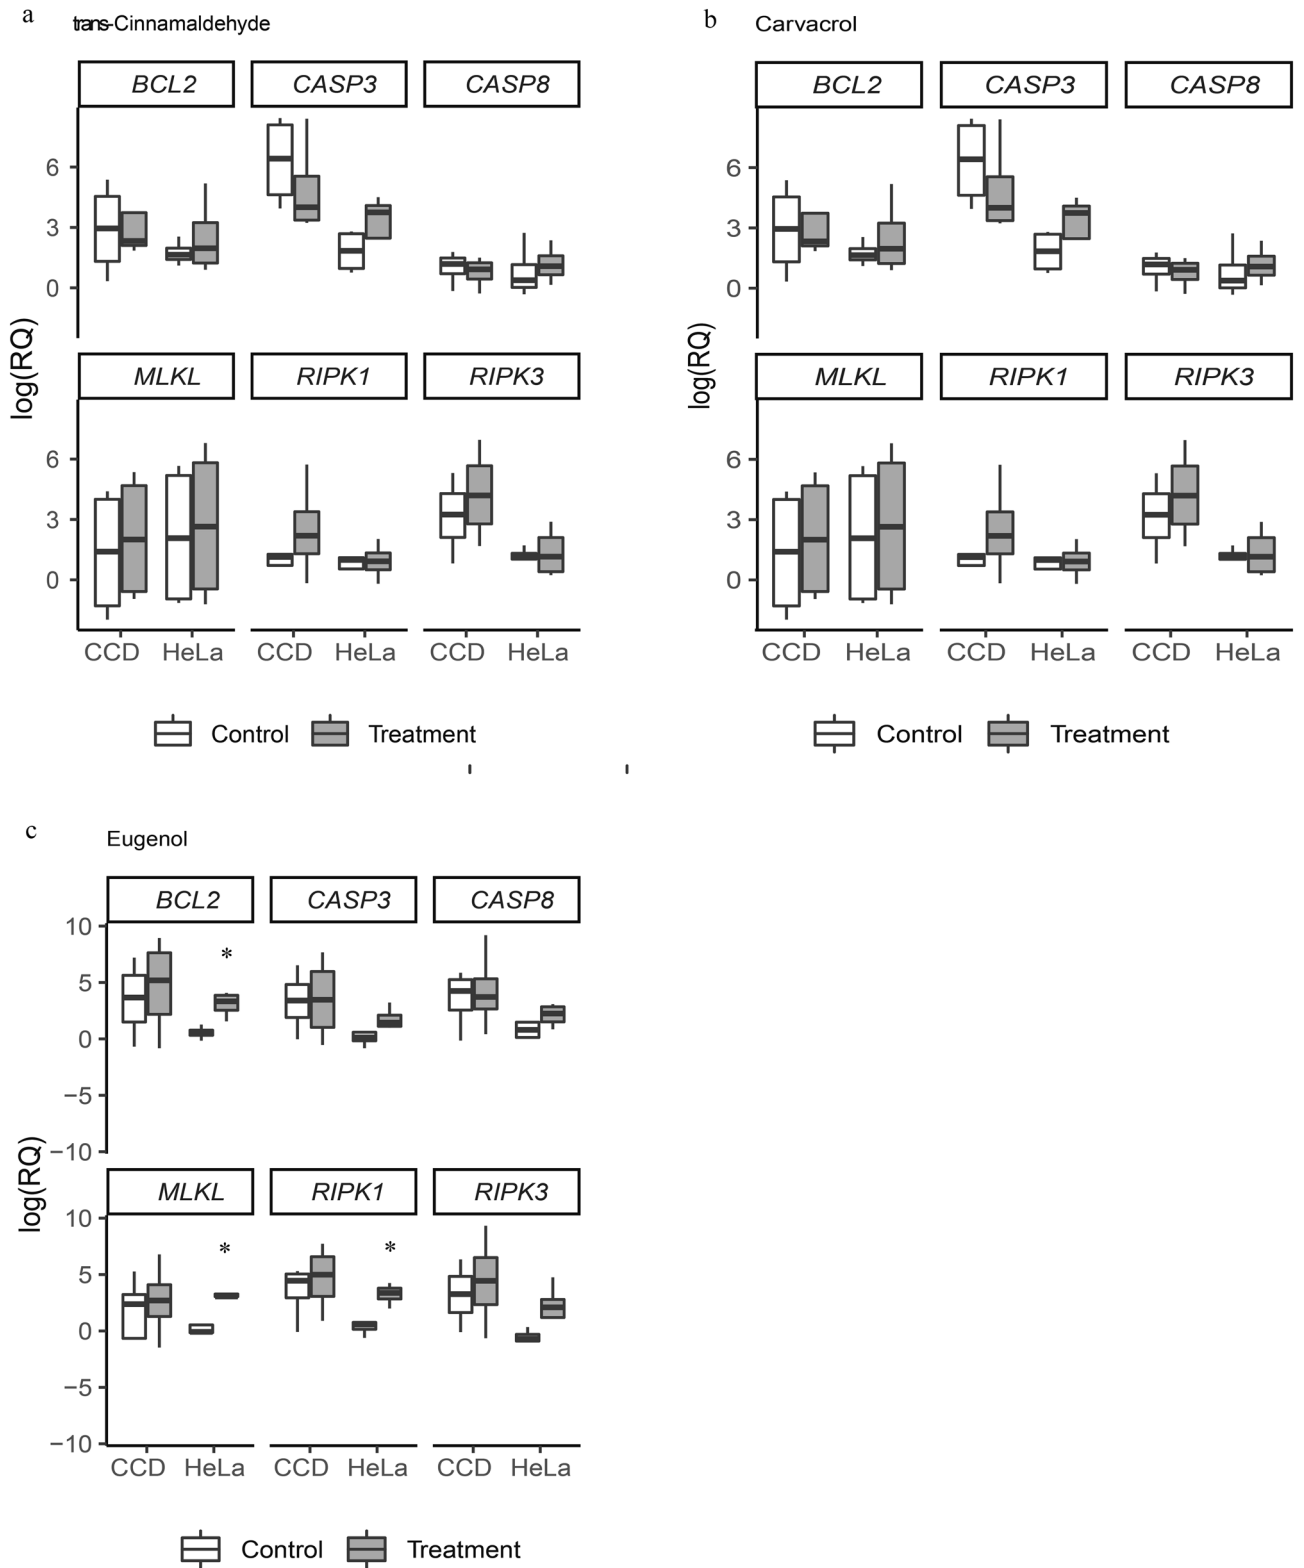 a trans-Cinnamaldehyde
BCL2 CASP3 CASP8
6
3
0
log(RQ)
MLKL RIPK1 RIPK3
6
3
0
CCD HeLa CCD HeLa CCD HeLa
Control Treatment
b Carvacrol
BCL2 CASP3 CASP8
6
3
0
log(RQ)
MLKL RIPK1 RIPK3
6
3
0
CCD HeLa CCD HeLa CCD HeLa
Control Treatment
c Eugenol
BCL2 CASP3 CASP8
10
*
5
0
−5
−10
log(RQ)
MLKL RIPK1 RIPK3
10
* *
5
0
−5
−10
CCD HeLa CCD HeLa CCD HeLa
Control Treatment